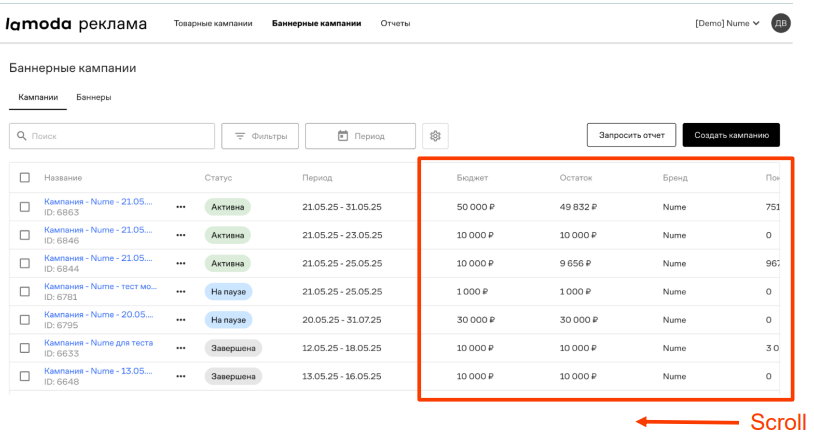 lamoda реклама Товарные кампании Баннерные кампании Отчеты [Demo] Nume ДВ
Баннерные кампании
Кампании Баннеры
Поиск Фильтры Период Запросить отчет Создать кампанию
Название Статус Период Бюджет Остаток Бренд Пок
Кампания - Nume - 21.05.... ••• Активна 21.05.25 - 31.05.25 50 000 ₽ 49 832 ₽ Nume 751
ID: 6863
Кампания - Nume - 21.05.... ••• Активна 21.05.25 - 23.05.25 10 000 ₽ 10 000 ₽ Nume 0
ID: 6846
Кампания - Nume - 21.05.... ••• Активна 21.05.25 - 25.05.25 10 000 ₽ 9 656 ₽ Nume 967
ID: 6844
Кампания - Nume - тест мо... ••• На паузе 21.05.25 - 25.05.25 1 000 ₽ 1 000 ₽ Nume 0
ID: 6781
Кампания - Nume - 20.05.... ••• На паузе 20.05.25 - 31.07.25 30 000 ₽ 30 000 ₽ Nume 0
ID: 6795
Кампания - Nume для теста ••• Завершена 12.05.25 - 18.05.25 10 000 ₽ 10 000 ₽ Nume 3 0
ID: 6633
Кампания - Nume - 13.05.... ••• Завершена 13.05.25 - 16.05.25 10 000 ₽ 10 000 ₽ Nume 0
ID: 6648
Scroll